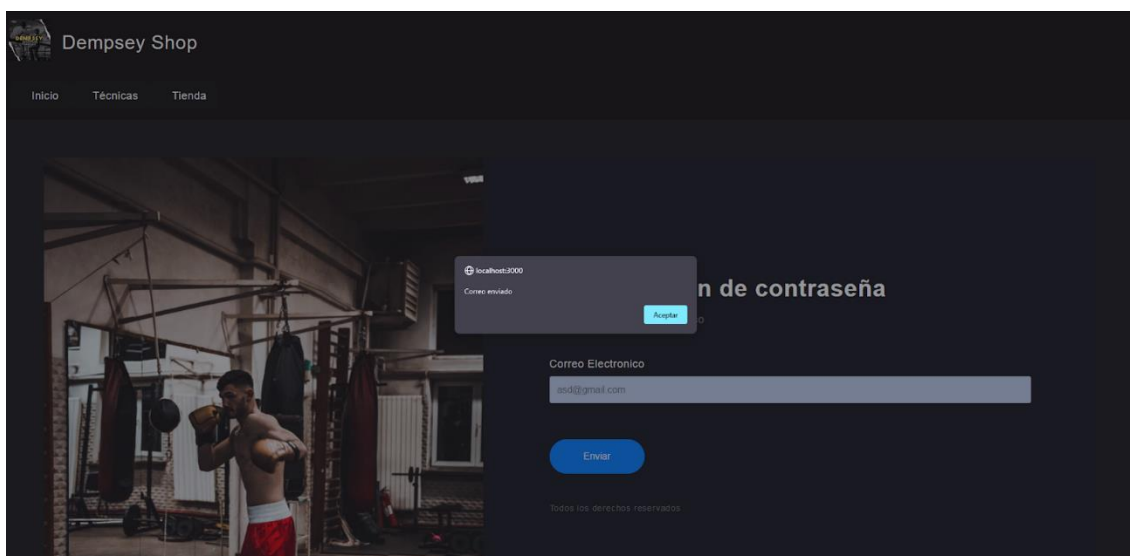 DEMPSEY
Dempsey Shop
Inicio Técnicas Tienda
localhost:3000
Correo enviado
Aceptar
n de contraseña
o
Correo Electronico
asd@gmail.com
Enviar
Todos los derechos reservados